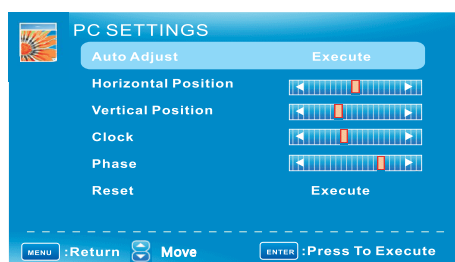 PC SETTINGS
Auto Adjust Execute
Horizontal Position
Vertical Position
Clock
Phase
Reset Execute
MENU :Return Move ENTER :Press To Execute